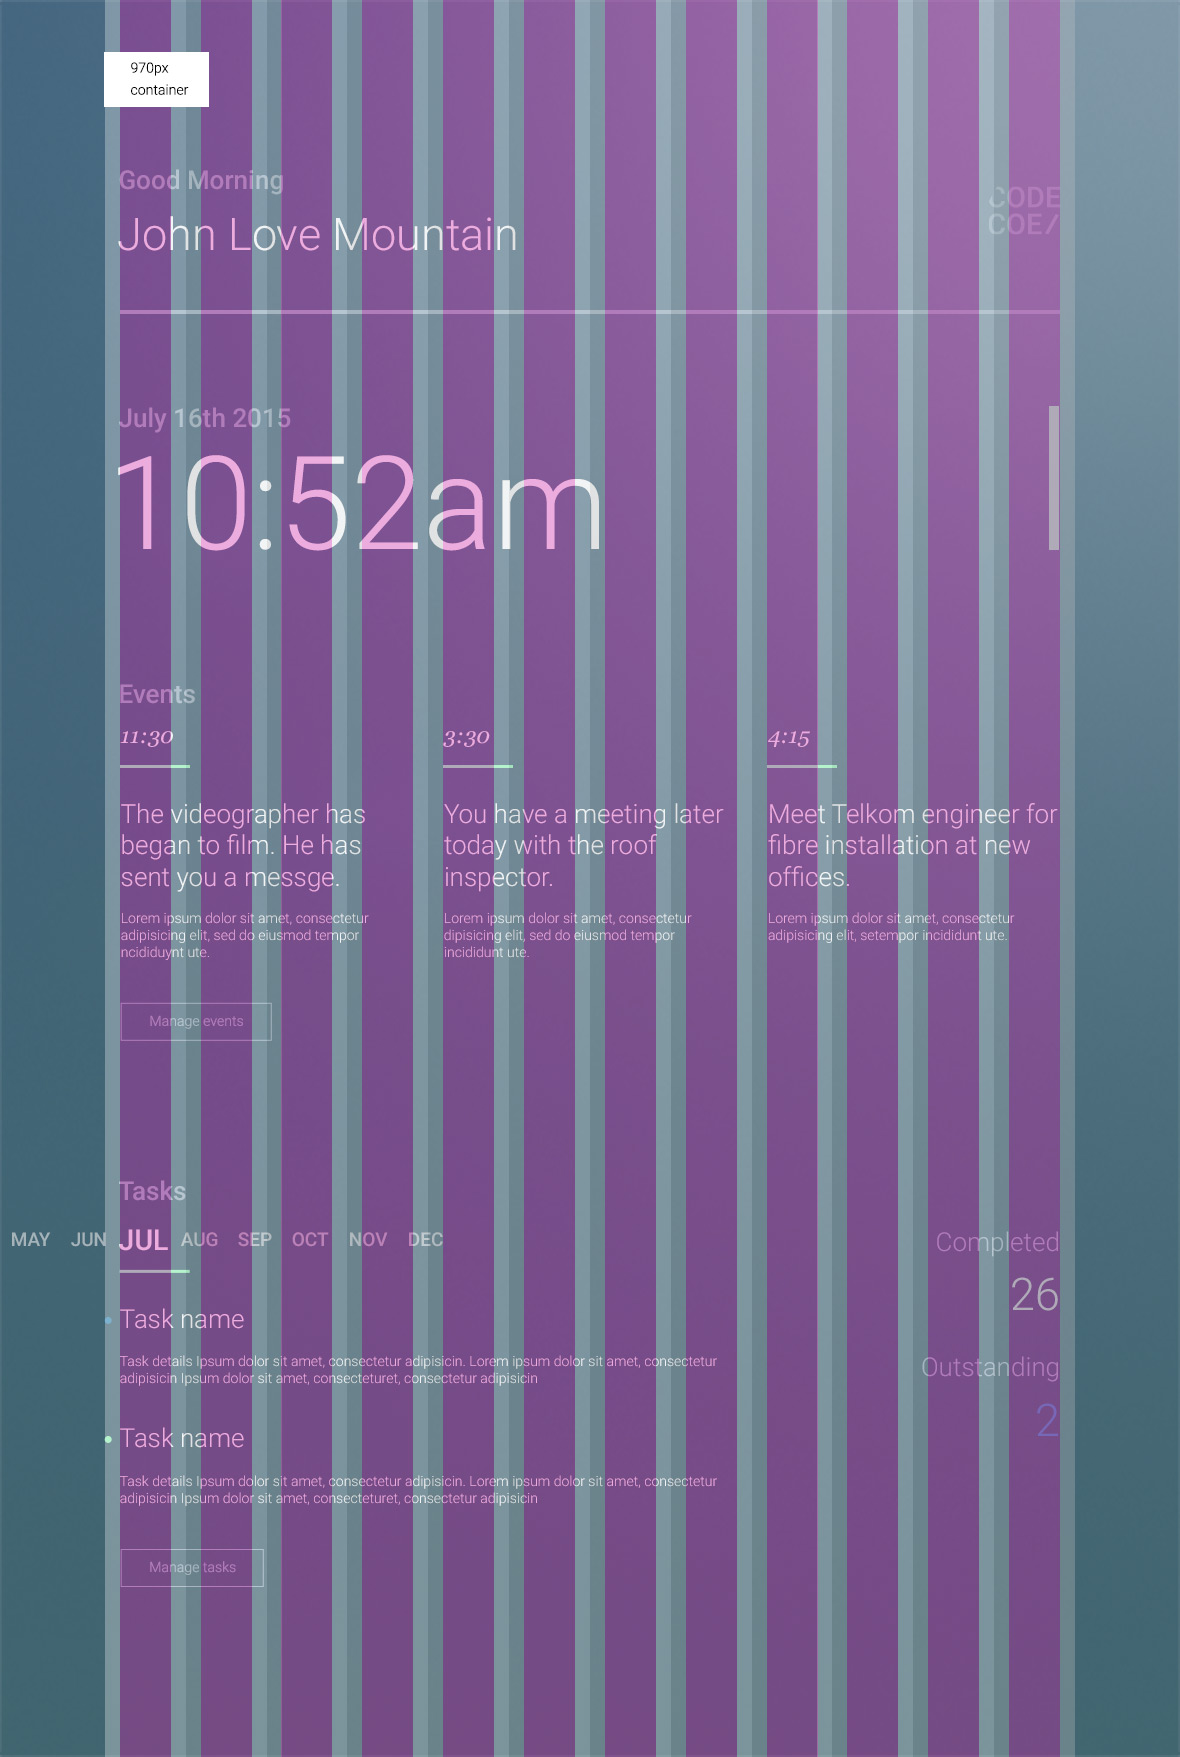 970px
container
Good Morning
John Love Mountain
CODE
COE/
July 16th 2015
10:52am
Events
11:30
The videographer has
began to film. He has
sent you a messge.
Lorem ipsum dolor sit amet, consectetur
adipisicing elit, sed do eiusmod tempor
ncididuynt ute.
Manage events
3:30
You have a meeting later
today with the roof
inspector.
Lorem ipsum dolor sit amet, consectetur
dipisicing elit, sed do eiusmod tempor
incididunt ute.
4:15
Meet Telkom engineer for
fibre installation at new
offices.
Lorem ipsum dolor sit amet, consectetur
adipisicing elit, setempor incididunt ute.
Tasks
MAY JUN JUL AUG SEP OCT NOV DEC
Task name
Task details Ipsum dolor sit amet, consectetur adipisicin. Lorem ipsum dolor sit amet, consectetur
adipisicin Ipsum dolor sit amet, consecteturet, consectetur adipisicin
Task name
Task details Ipsum dolor sit amet, consectetur adipisicin. Lorem ipsum dolor sit amet, consectetur
adipisicin Ipsum dolor sit amet, consecteturet, consectetur adipisicin
Manage tasks
Completed
26
Outstanding
2